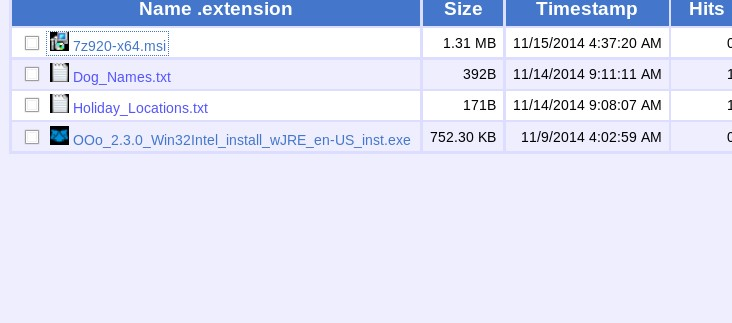 Name .extension Size Timestamp Hits
7z920-x64.msi 1.31 MB 11/15/2014 4:37:20 AM 0
Dog_Names.txt 392B 11/14/2014 9:11:11 AM 1
Holiday_Locations.txt 171B 11/14/2014 9:08:07 AM 1
OOo_2.3.0_Win32Intel_install_wJRE_en-US_inst.exe 752.30 KB 11/9/2014 4:02:59 AM 0